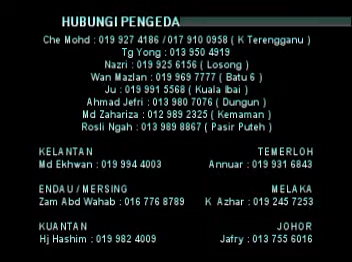 HUBUNGI PENGEDA
Che Mohd : 019 927 4186 / 017 910 0958 ( K Terengganu )
Tg Yong : 013 950 4919
Nazri : 019 925 6156 ( Losong )
Wan Mazlan : 019 969 7777 ( Batu 6 )
Ju : 019 991 5568 ( Kuala Ibai )
Ahmad Jefri : 013 980 7076 ( Dungun )
Md Zahariza : 012 989 2325 ( Kemaman )
Rosli Ngah : 013 989 8867 ( Pasir Puteh )
KELANTAN
Md Ekhwan : 019 994 4003
TEMERLOH
Annuar : 019 931 6843
ENDAU / MERSING
Zam Abd Wahab : 016 776 8789
MELAKA
K Azhar : 019 245 7253
KUANTAN
Hj Hashim : 019 982 4009
JOHOR
Jafry : 013 755 6016